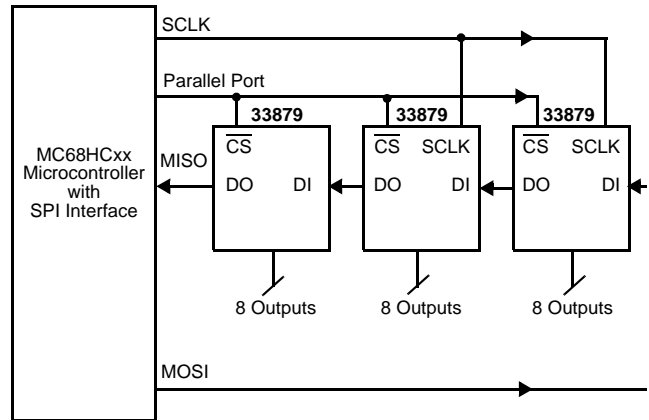 SCLK
Parallel Port
33879 33879 33879
CS CS SCLK CS SCLK
MC68HCxx
Microcontroller
with
SPI Interface
MISO
DO DI DO DI DO DI
8 Outputs 8 Outputs 8 Outputs
MOSI